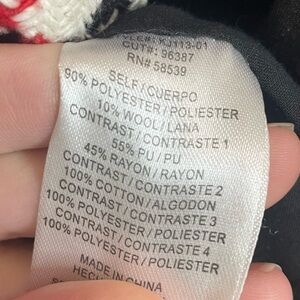 CUT#: 96387
RN# 58539
SELF/CUERPO
90% POLYESTER/POLIESTER
10% WOOL/LANA
CONTRAST/CONTRASTE 1
55% PU/PU
45% RAYON/RAYON
CONTRAST/CONTRASTE 2
100% COTTON/ALGODON
CONTRAST/CONTRASTE 3
100% POLYESTER/POLIESTER
CONTRAST/CONTRASTE 4
100% POLYESTER/POLIESTER
MADE IN CHINA